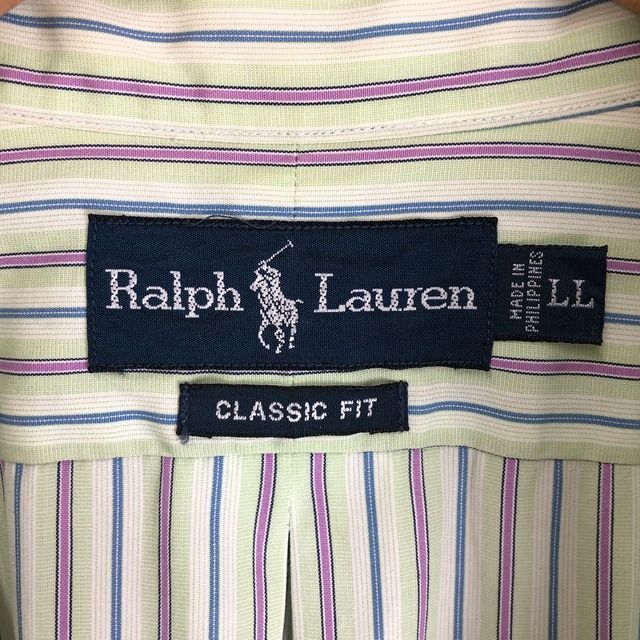 Ralph Lauren
MADE IN
PHILIPPINES
LL
CLASSIC FIT